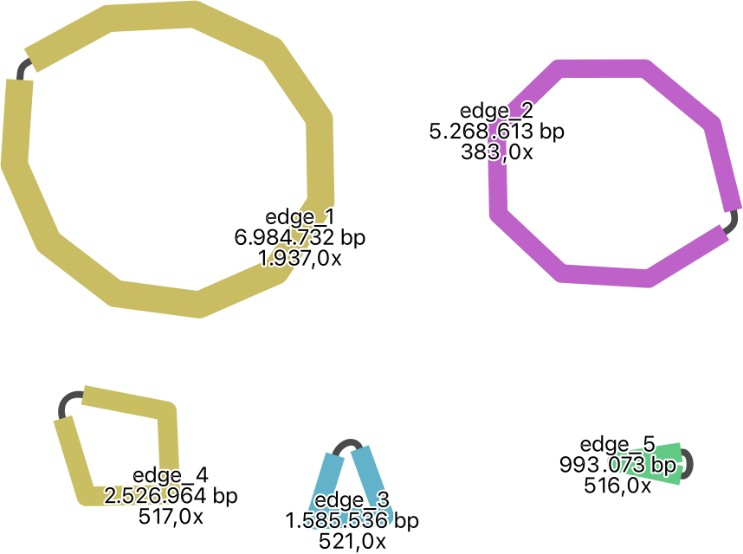 edge_1
6.984.732 bp
1.937,0x
edge_2
5.268.613 bp
383,0x
edge_4
2.526.964 bp
517,0x
edge_3
1.585.536 bp
521,0x
edge_5
993.073 bp
516,0x